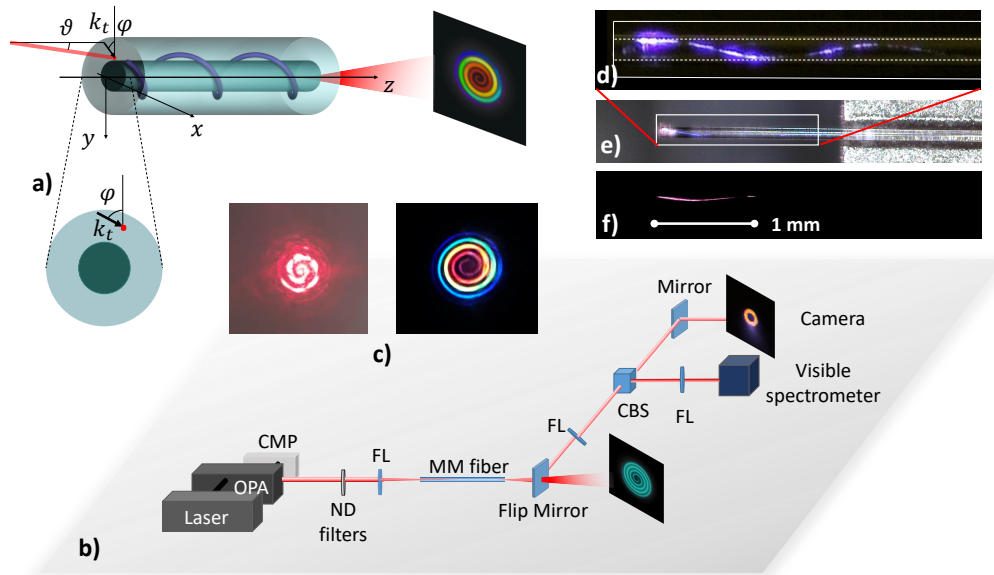 ϑ
k_t
φ
z
x
y
a)
φ
k_t
d)
e)
f)
1 mm
c)
Mirror
Camera
Visible
spectrometer
CBS
FL
FL
CMP
OPA
Laser
FL
MM fiber
ND
filters
Flip Mirror
b)